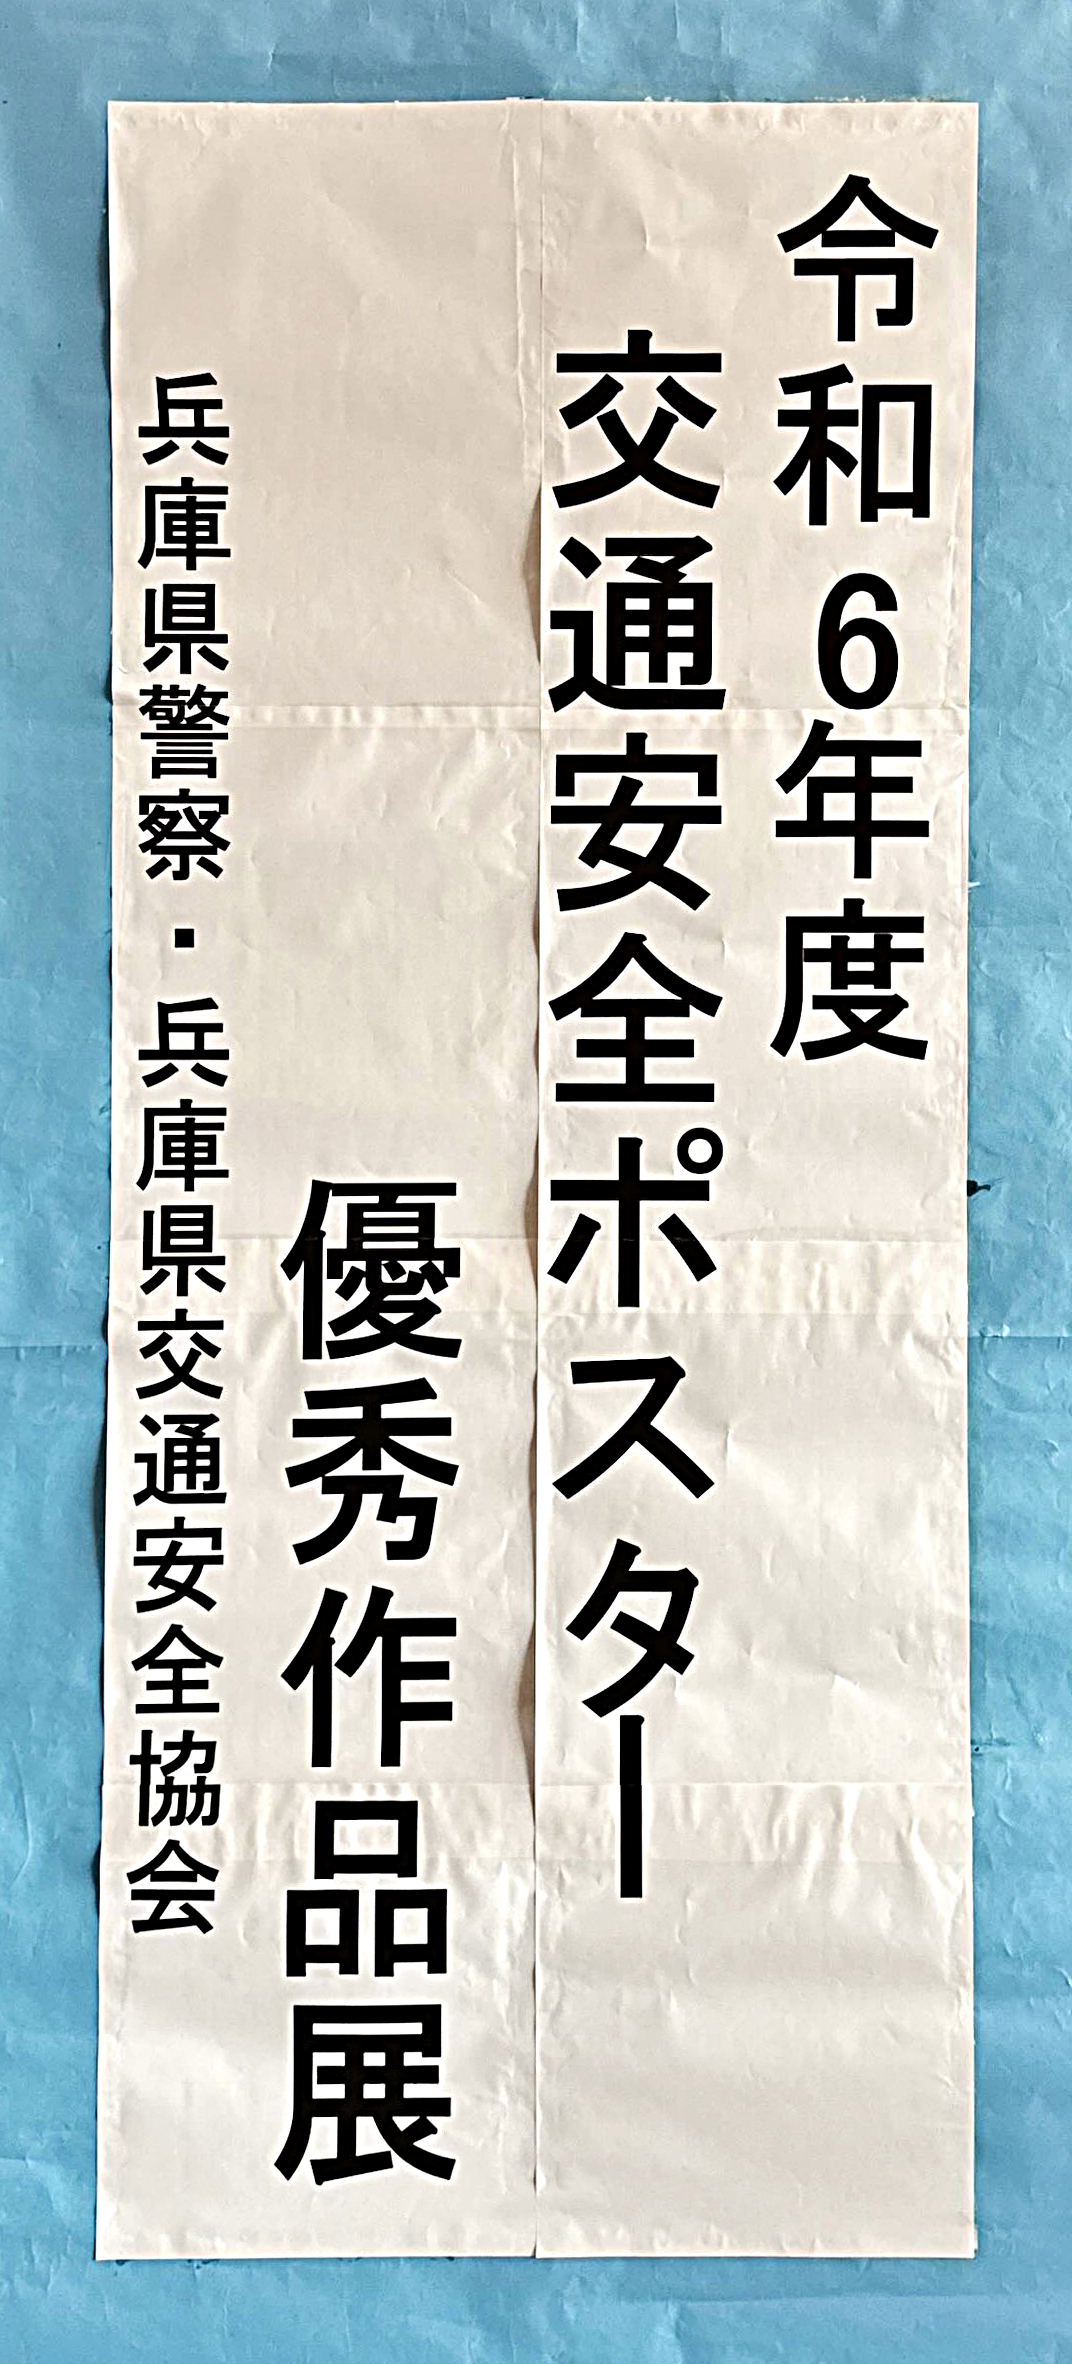 令和6年度
交通安全ポスター
優秀作品展
兵庫県警察・兵庫県交通安全協会